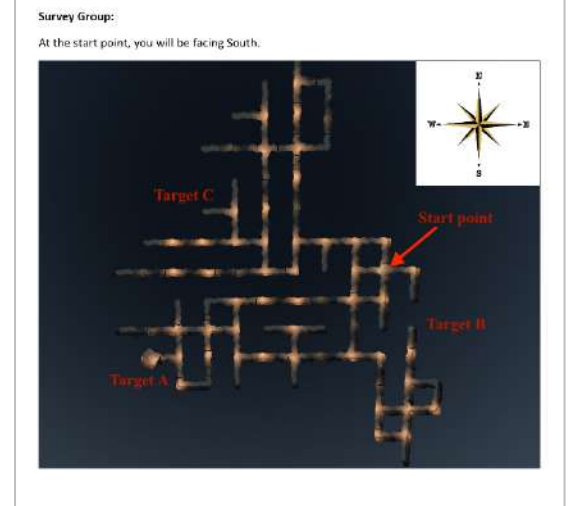 Survey Group:
At the start point, you will be facing South.
E
W
E
S
Target C
Start point
Target B
Target A